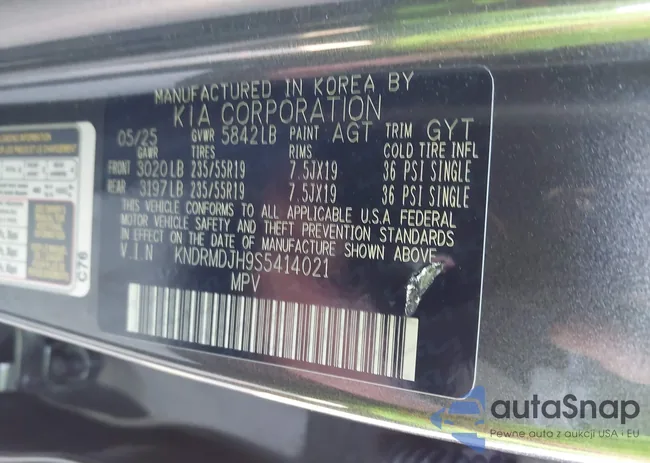 MANUFACTURED IN KOREA BY
KIA CORPORATION
05/25 GVWR 5842LB PAINT AGT TRIM GYT
GAWR TIRES RIMS COLD TIRE INFL
FRONT 3020LB 235/55R19 7.5JX19 36 PSI SINGLE
REAR 3197LB 235/55R19 7.5JX19 36 PSI SINGLE
THIS VEHICLE CONFORMS TO ALL APPLICABLE U.S.A FEDERAL
MOTOR VEHICLE SAFETY AND THEFT PREVENTION STANDARDS
IN EFFECT ON THE DATE OF MANUFACTURE SHOWN ABOVE.
V.I.N KNDRMDJH9S5414021
MPV
C76
autaSnap
Pewne auta z aukcji USA i EU